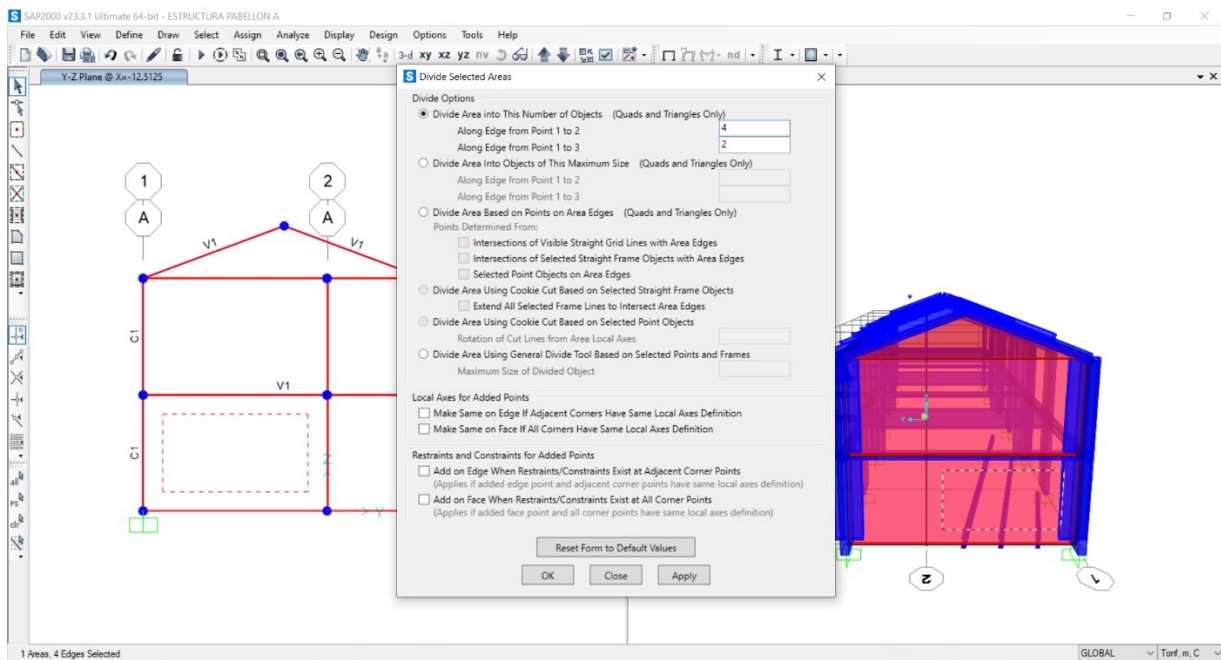 SAP2000 v23.3.1 Ultimate 64-bit - ESTRUCTURA PABELLON A
File Edit View Define Draw Select Assign Analyze Display Design Options Tools Help
3-d xy xz yz nv nd
Y-Z Plane @ X=-12.5125
1
2
A
A
V1
V1
C1
V1
C1
Z
Y
all
PS
clr
Divide Selected Areas
Divide Options
Divide Area into This Number of Objects (Quads and Triangles Only)
Along Edge from Point 1 to 2 4
Along Edge from Point 1 to 3 2
Divide Area Into Objects of This Maximum Size (Quads and Triangles Only)
Along Edge from Point 1 to 2
Along Edge from Point 1 to 3
Divide Area Based on Points on Area Edges (Quads and Triangles Only)
Points Determined From:
Intersections of Visible Straight Grid Lines with Area Edges
Intersections of Selected Straight Frame Objects with Area Edges
Selected Point Objects on Area Edges
Divide Area Using Cookie Cut Based on Selected Straight Frame Objects
Extend All Selected Frame Lines to Intersect Area Edges
Divide Area Using Cookie Cut Based on Selected Point Objects
Rotation of Cut Lines from Area Local Axes
Divide Area Using General Divide Tool Based on Selected Points and Frames
Maximum Size of Divided Object
Local Axes for Added Points
Make Same on Edge If Adjacent Corners Have Same Local Axes Definition
Make Same on Face If All Corners Have Same Local Axes Definition
Restraints and Constraints for Added Points
Add on Edge When Restraints/Constraints Exist at Adjacent Corner Points
(Applies if added edge point and adjacent corner points have same local axes definition)
Add on Face When Restraints/Constraints Exist at All Corner Points
(Applies if added face point and all corner points have same local axes definition)
Reset Form to Default Values
OK Close Apply
Y
2
1
1 Areas, 4 Edges Selected
GLOBAL Tonf, m, C